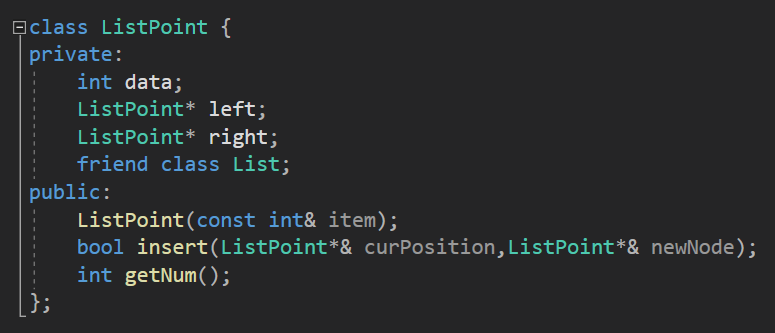 class ListPoint {
private:
    int data;
    ListPoint* left;
    ListPoint* right;
    friend class List;
public:
    ListPoint(const int& item);
    bool insert(ListPoint*& curPosition,ListPoint*& newNode);
    int getNum();
};